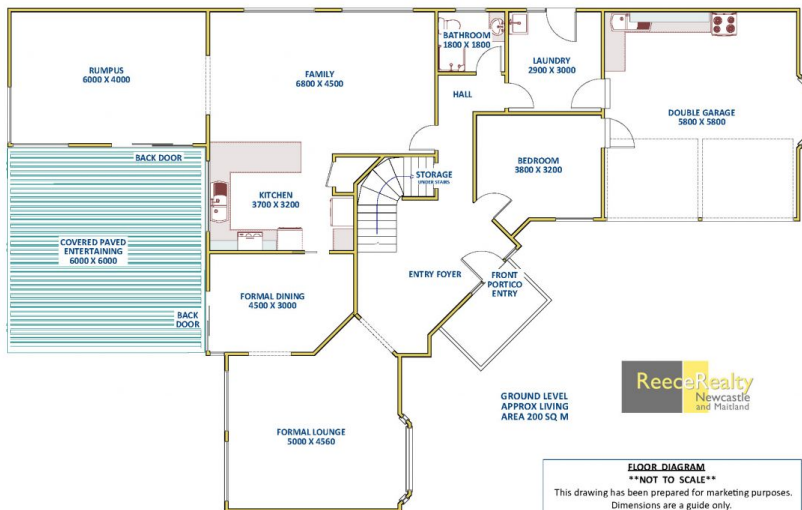 RUMPUS
6000 X 4000
FAMILY
6800 X 4500
BATHROOM
1800 X 1800
LAUNDRY
2900 X 3000
HALL
DOUBLE GARAGE
5800 X 5800
BACK DOOR
BEDROOM
3800 X 3200
STORAGE
UNDER STAIRS
KITCHEN
3700 X 3200
COVERED PAVED
ENTERTAINING
6000 X 6000
ENTRY FOYER
FRONT
PORTICO
ENTRY
FORMAL DINING
4500 X 3000
BACK
DOOR
FORMAL LOUNGE
5000 X 4560
GROUND LEVEL
APPROX LIVING
AREA 200 SQ M
ReeceRealty
Newcastle
and Maitland
FLOOR DIAGRAM
**NOT TO SCALE**
This drawing has been prepared for marketing purposes.
Dimensions are a guide only.